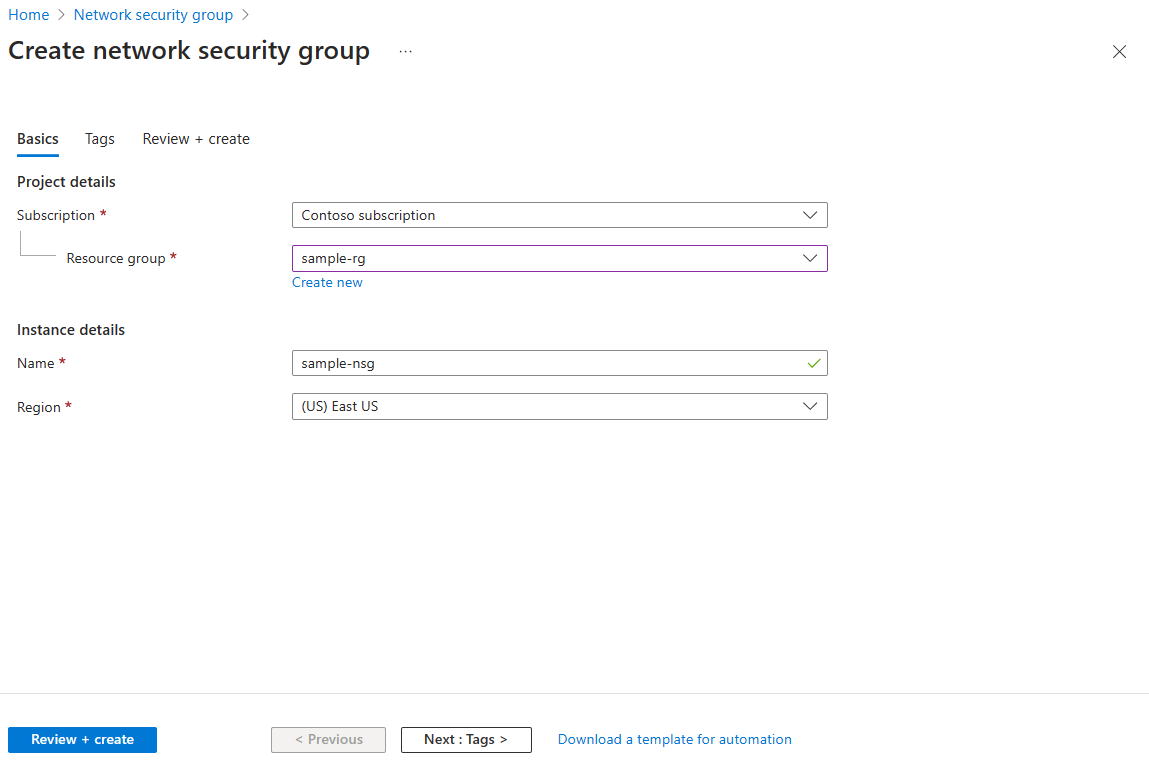 Home > Network security group >
Create network security group ...
Basics Tags Review + create
Project details
Subscription * Contoso subscription
Resource group * sample-rg
Create new
Instance details
Name * sample-nsg
Region * (US) East US
Review + create < Previous Next : Tags > Download a template for automation